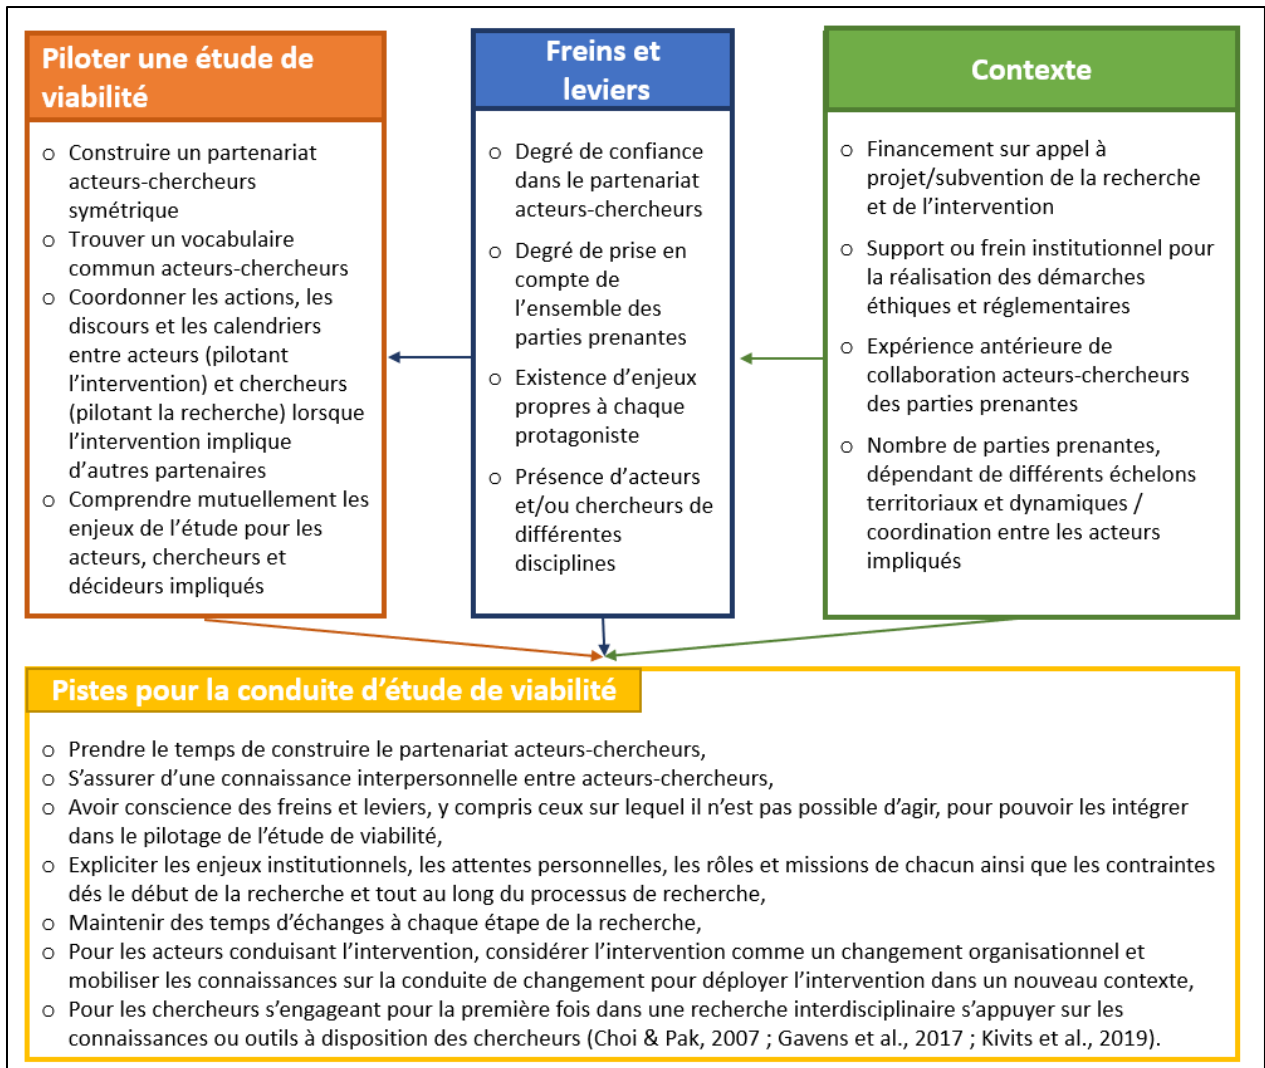 Piloter une étude de
viabilité
o Construire un partenariat
acteurs-chercheurs
symétrique
o Trouver un vocabulaire
commun acteurs-chercheurs
o Coordonner les actions, les
discours et les calendriers
entre acteurs (pilotant
l’intervention) et chercheurs
(pilotant la recherche) lorsque
l’intervention implique
d’autres partenaires
o Comprendre mutuellement les
enjeux de l’étude pour les
acteurs, chercheurs et
décideurs impliqués
Freins et
leviers
o Degré de confiance
dans le partenariat
acteurs-chercheurs
o Degré de prise en
compte de
l’ensemble des
parties prenantes
o Existence d’enjeux
propres à chaque
protagoniste
o Présence d’acteurs
et/ou chercheurs de
différentes
disciplines
Contexte
o Financement sur appel à
projet/subvention de la recherche
et de l’intervention
o Support ou frein institutionnel pour
la réalisation des démarches
éthiques et réglementaires
o Expérience antérieure de
collaboration acteurs-chercheurs
des parties prenantes
o Nombre de parties prenantes,
dépendant de différents échelons
territoriaux et dynamiques /
coordination entre les acteurs
impliqués
Pistes pour la conduite d’étude de viabilité
o Prendre le temps de construire le partenariat acteurs-chercheurs,
o S’assurer d’une connaissance interpersonnelle entre acteurs-chercheurs,
o Avoir conscience des freins et leviers, y compris ceux sur lequel il n’est pas possible d’agir, pour pouvoir les intégrer
dans le pilotage de l’étude de viabilité,
o Expliciter les enjeux institutionnels, les attentes personnelles, les rôles et missions de chacun ainsi que les contraintes
dés le début de la recherche et tout au long du processus de recherche,
o Maintenir des temps d’échanges à chaque étape de la recherche,
o Pour les acteurs conduisant l’intervention, considérer l’intervention comme un changement organisationnel et
mobiliser les connaissances sur la conduite de changement pour déployer l’intervention dans un nouveau contexte,
o Pour les chercheurs s’engageant pour la première fois dans une recherche interdisciplinaire s’appuyer sur les
connaissances ou outils à disposition des chercheurs (Choi & Pak, 2007 ; Gavens et al., 2017 ; Kivits et al., 2019).